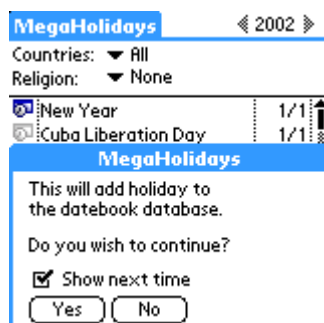 MegaHolidays 2002
Countries: All
Religion: None
New Year 1/1
Cuba Liberation Day 1/1
MegaHolidays
This will add holiday to
the datebook database.
Do you wish to continue?
Show next time
Yes No